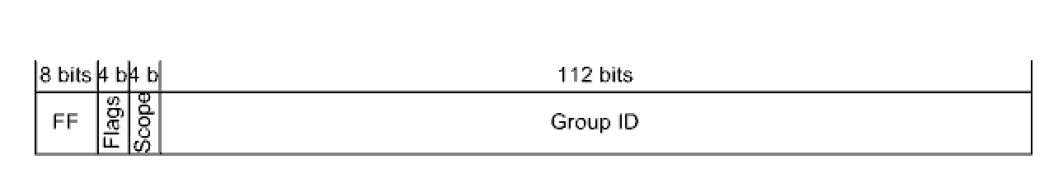 8 bits 4 b 4 b 112 bits
FF Flags Scope Group ID